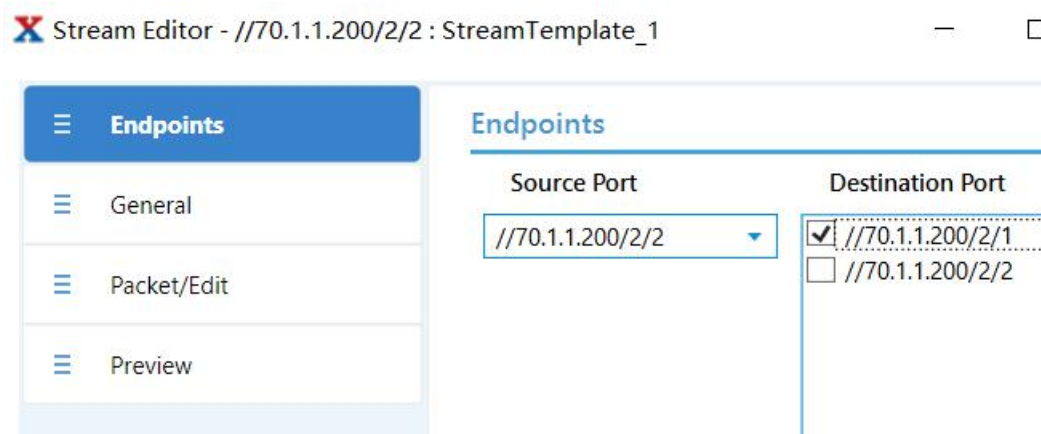 Stream Editor - //70.1.1.200/2/2 : StreamTemplate_1
Endpoints
General
Packet/Edit
Preview
Endpoints
Source Port
//70.1.1.200/2/2
Destination Port
//70.1.1.200/2/1
//70.1.1.200/2/2